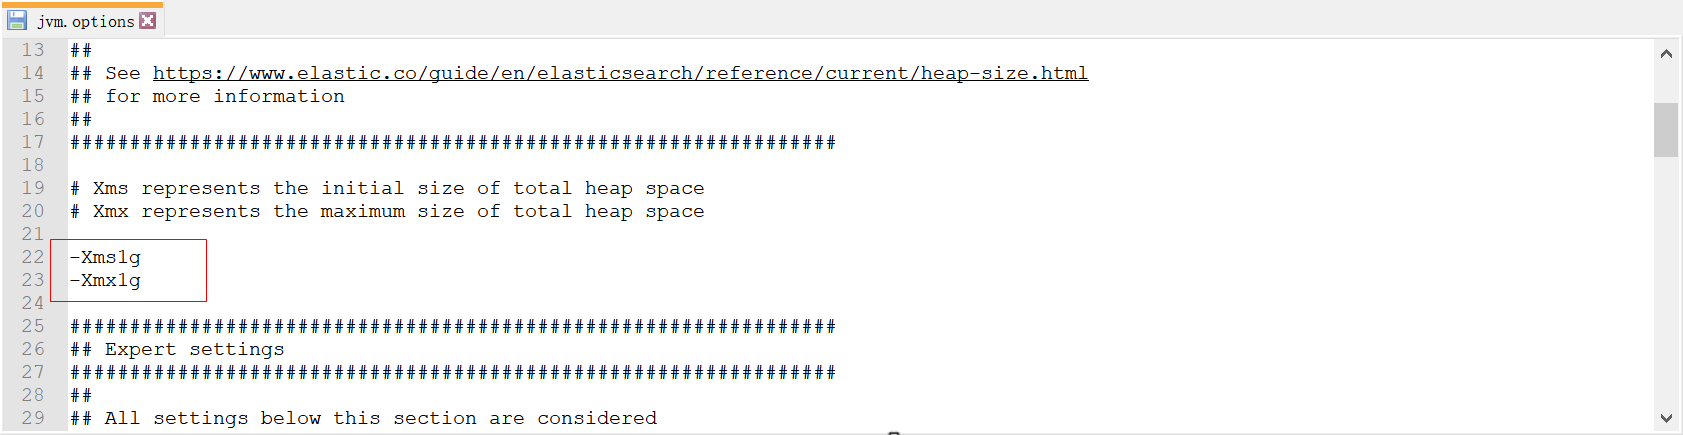 jvm.options
13 ##
14 ## See https://www.elastic.co/guide/en/elasticsearch/reference/current/heap-size.html
15 ## for more information
16 ##
17 ################################################################
18
19 # Xms represents the initial size of total heap space
20 # Xmx represents the maximum size of total heap space
21
22 -Xms1g
23 -Xmx1g
24
25 ################################################################
26 ## Expert settings
27 ################################################################
28 ##
29 ## All settings below this section are considered